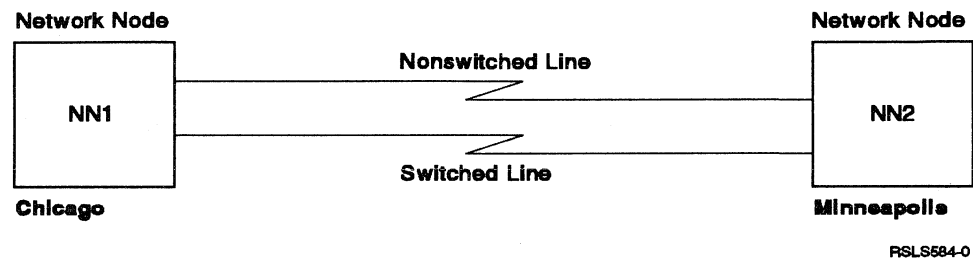 Network Node
Network Node
Nonswitched Line
NN1
NN2
Switched Line
Chicago
Minneapolis
RSLS584-0